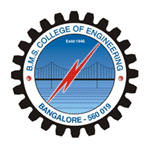 B.M.S. COLLEGE OF ENGINEERING
Estd 1946
BANGALORE - 560 019